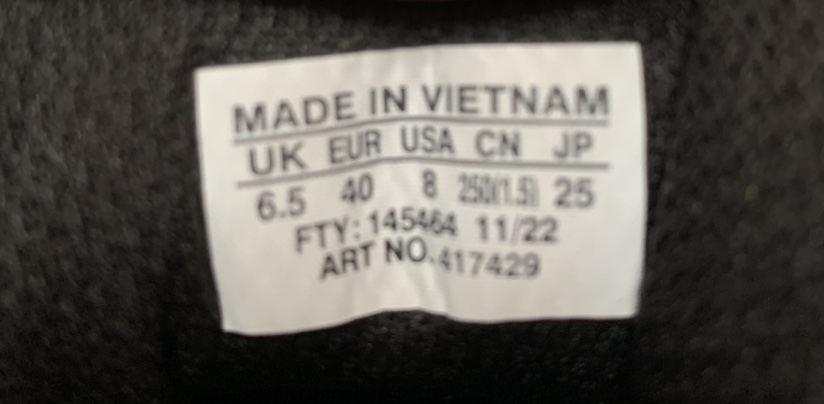 MADE IN VIETNAM
UK EUR USA CN JP
6.5 40 8 250(1.5) 25
FTY: 145464 11/22
ART NO. 417429